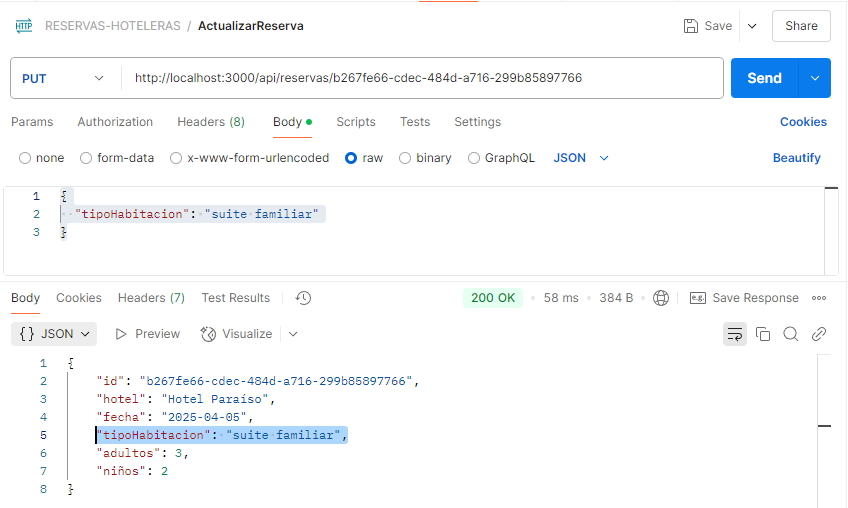 HTTP RESERVAS-HOTELERAS / ActualizarReserva Save Share
PUT http://localhost:3000/api/reservas/b267fe66-cdec-484d-a716-299b85897766 Send
Params Authorization Headers (8) Body Scripts Tests Settings Cookies
none form-data x-www-form-urlencoded raw binary GraphQL JSON Beautify
1 {
2 "tipoHabitacion": "suite familiar"
3 }
Body Cookies Headers (7) Test Results 200 OK • 58 ms • 384 B e.g. Save Response
{} JSON Preview Visualize
1 {
2 "id": "b267fe66-cdec-484d-a716-299b85897766",
3 "hotel": "Hotel Paraíso",
4 "fecha": "2025-04-05",
5 "tipoHabitacion": "suite familiar",
6 "adultos": 3,
7 "niños": 2
8 }